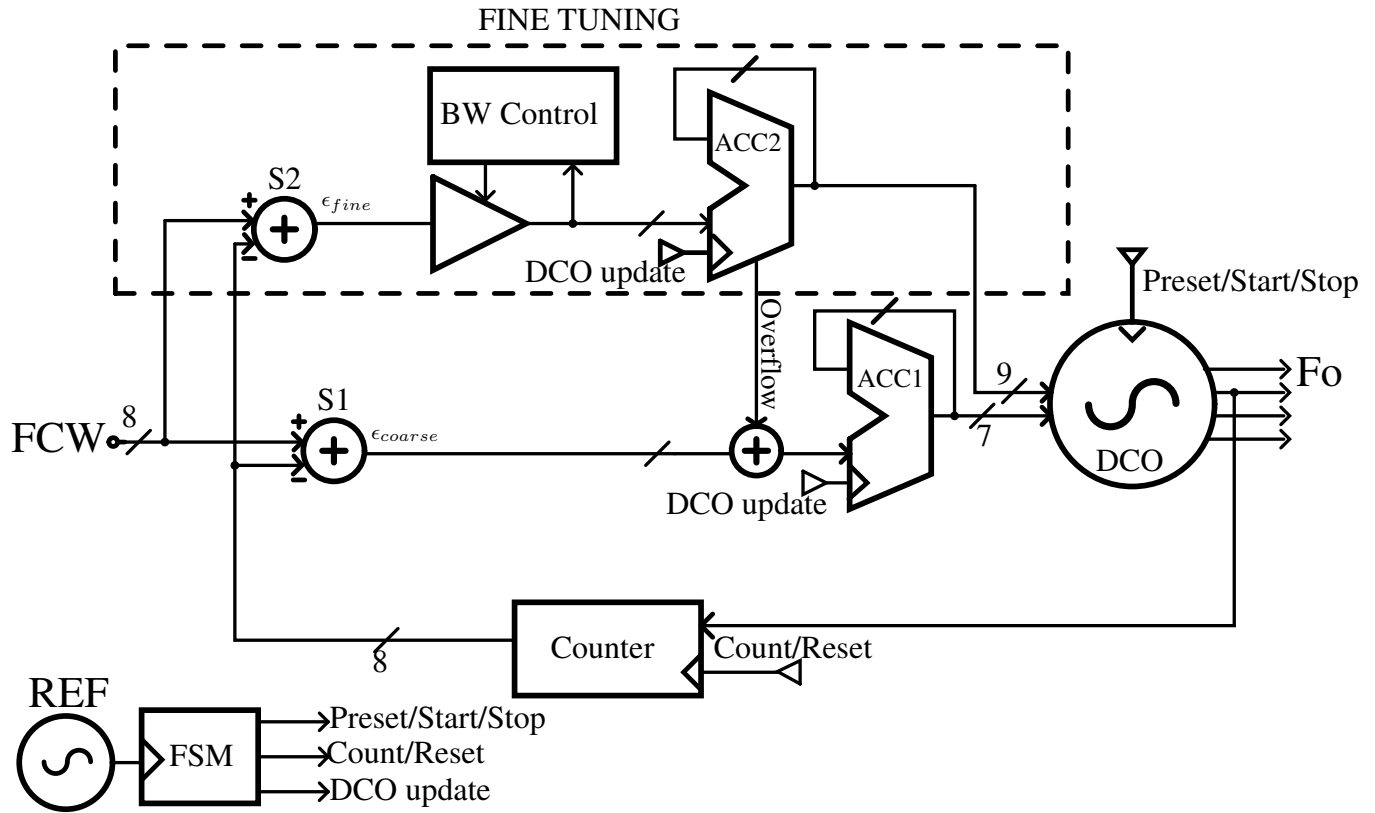 FINE TUNING
BW Control
ACC2
S2
+
ϵfine
+
−
DCO update
Preset/Start/Stop
Overflow
ACC1
9
Fo
S1
8
+
ϵcoarse
7
FCW
+
+
−
DCO
DCO update
Counter
Count/Reset
8
REF
Preset/Start/Stop
FSM
Count/Reset
DCO update